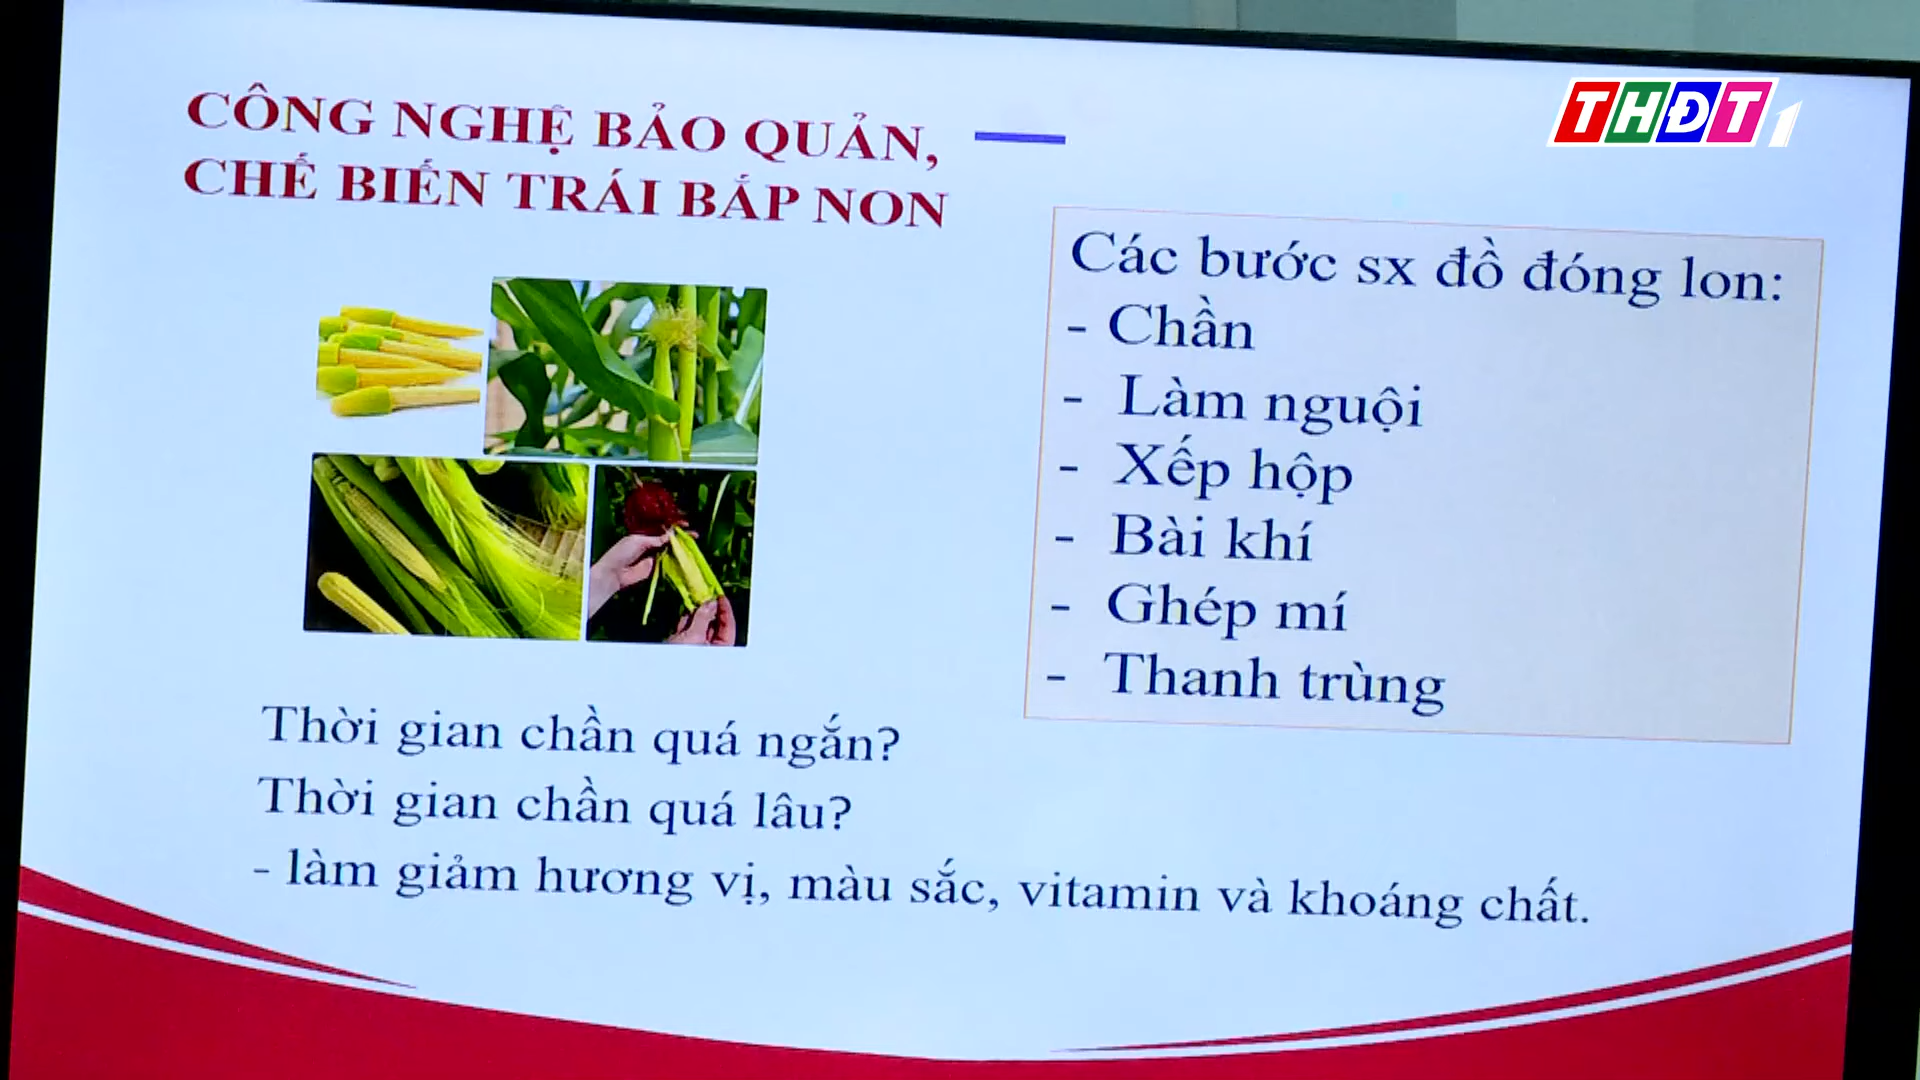 CÔNG NGHỆ BẢO QUẢN,
CHẾ BIẾN TRÁI BẮP NON
THĐT1
Các bước sx đồ đóng lon:
- Chần
- Làm nguội
- Xếp hộp
- Bài khí
- Ghép mí
- Thanh trùng
Thời gian chần quá ngắn?
Thời gian chần quá lâu?
- làm giảm hương vị, màu sắc, vitamin và khoáng chất.